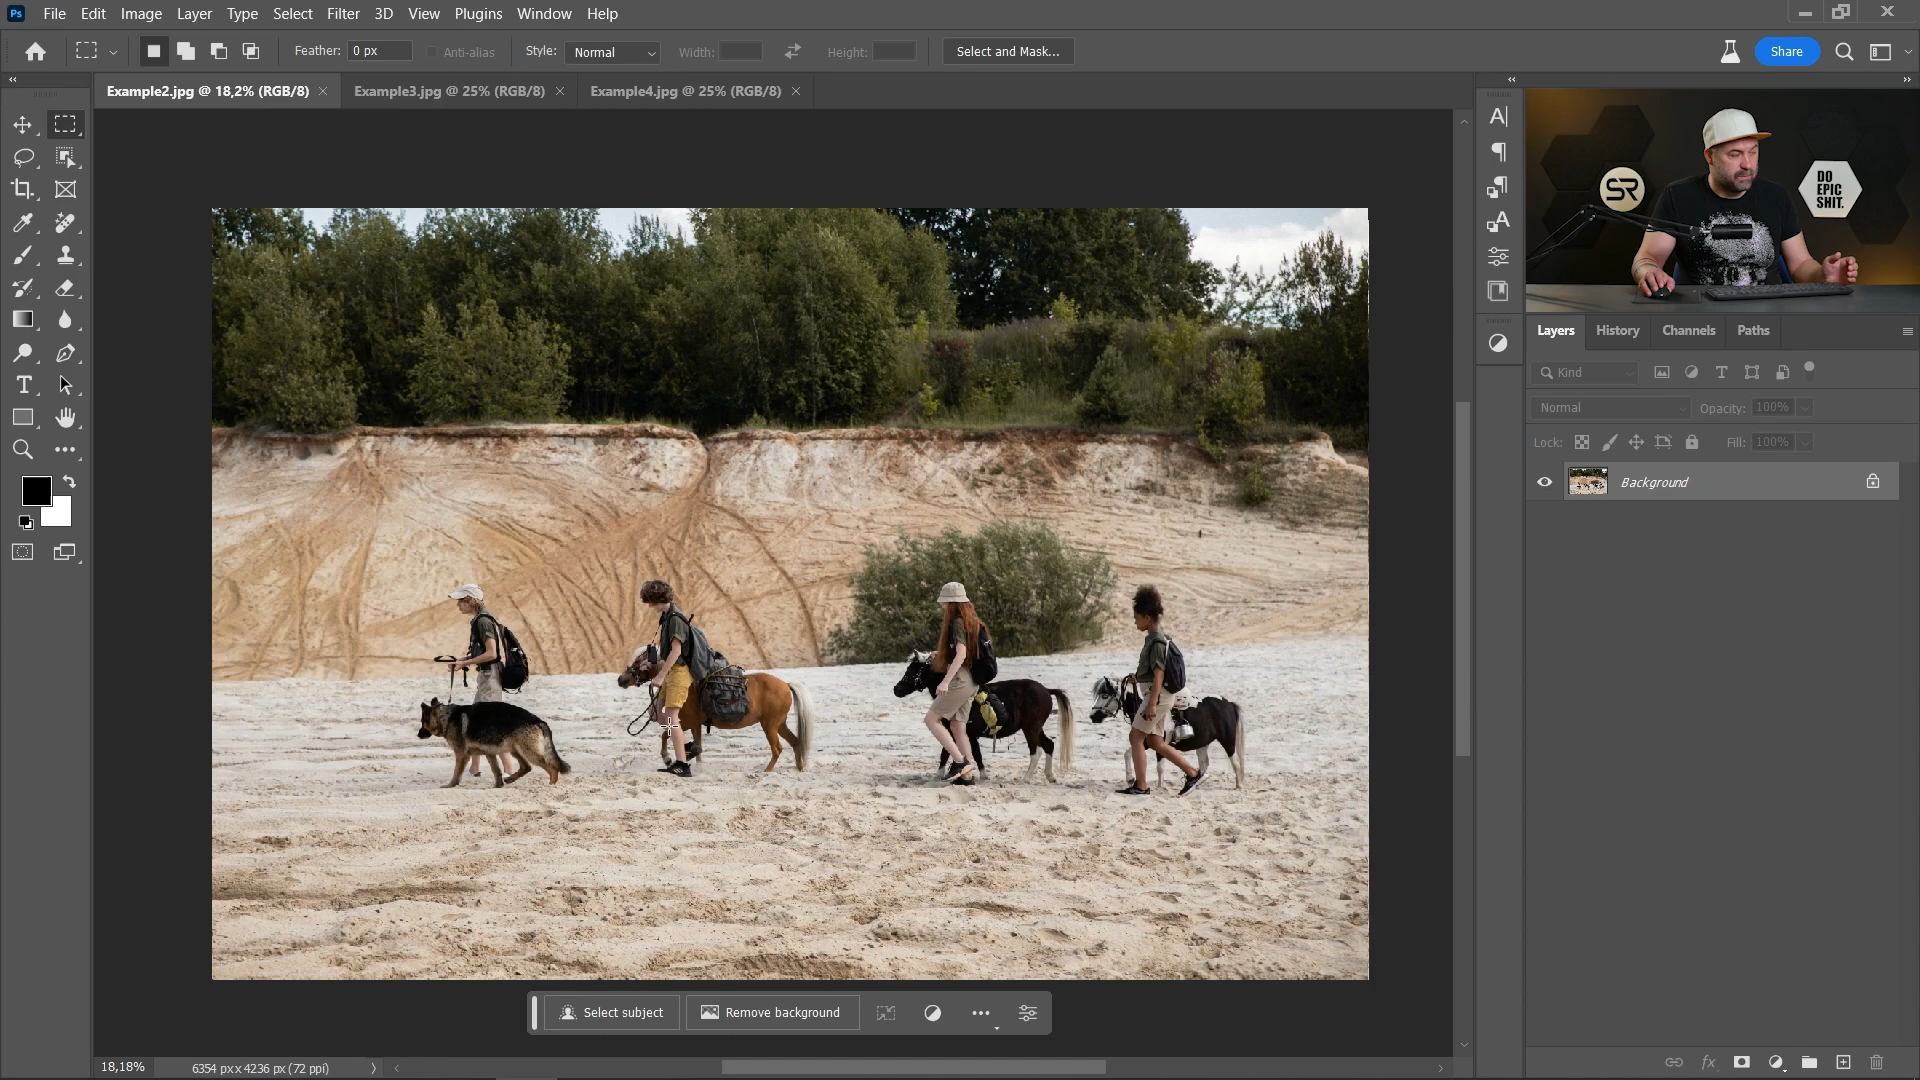 Ps File Edit Image Layer Type Select Filter 3D View Plugins Window Help
Feather: 0 px Anti-alias Style: Normal Width: Height: Select and Mask... Share
Example2.jpg @ 18,2% (RGB/8) Example3.jpg @ 25% (RGB/8) Example4.jpg @ 25% (RGB/8)
SR
DO
EPIC
SHIT.
Layers History Channels Paths
Kind
Normal Opacity: 100%
Lock: Fill: 100%
Background
Select subject Remove background
18,18% 6354 px x 4236 px (72 ppi)
fx